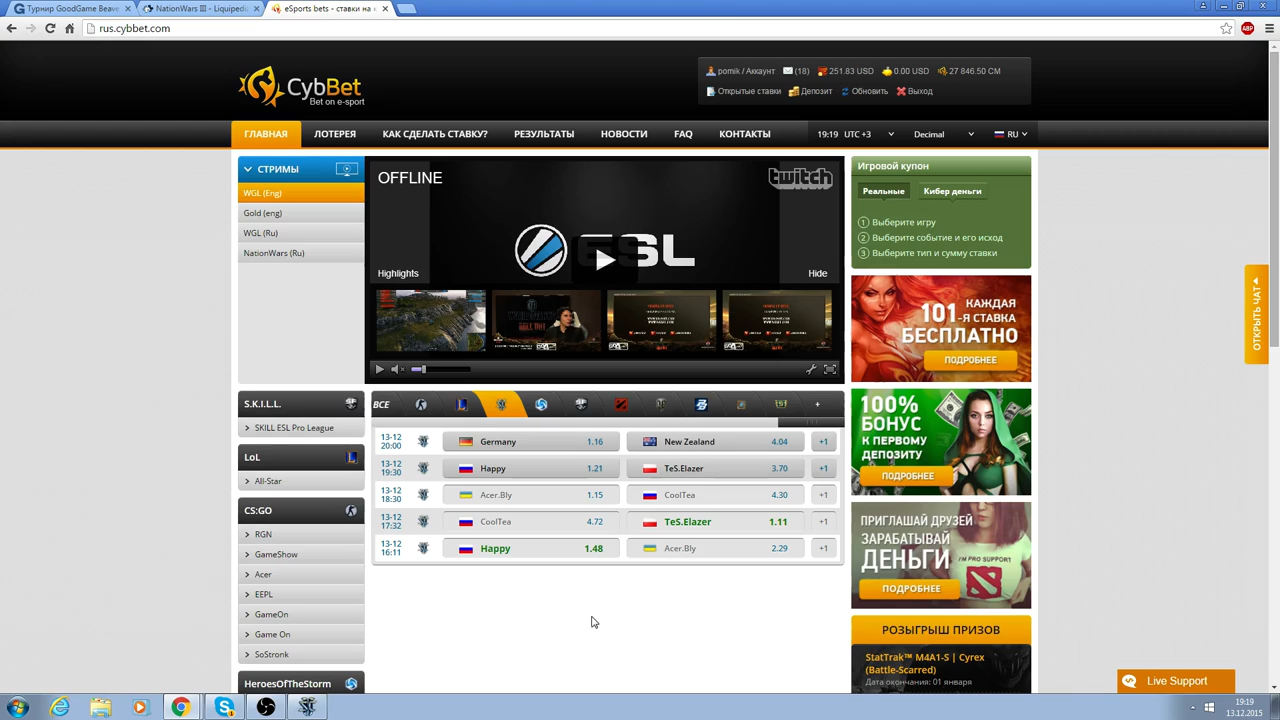 Турнир GoodGame Beave
NationWars III - Liquipedi
eSports bets - ставки на к
rus.cybbet.com
ABP
CybBet
Bet on e-sport
pomik / Аккаунт (18) 251.83 USD 0.00 USD 27 846.50 CM
Открытые ставки Депозит Обновить Выход
ГЛАВНАЯ ЛОТЕРЕЯ КАК СДЕЛАТЬ СТАВКУ? РЕЗУЛЬТАТЫ НОВОСТИ FAQ КОНТАКТЫ 19:19 UTC +3 Decimal RU
СТРИМЫ
WGL (Eng)
Gold (eng)
WGL (Ru)
NationWars (Ru)
OFFLINE
twitch
ESL
Highlights
Hide
Игровой купон
Реальные Кибер деньги
1 Выберите игру
2 Выберите событие и его исход
3 Выберите тип и сумму ставки
КАЖДАЯ
101-Я СТАВКА
БЕСПЛАТНО
ПОДРОБНЕЕ
ОТКРЫТЬ ЧАТ
100%
БОНУС
К ПЕРВОМУ
ДЕПОЗИТУ
ПОДРОБНЕЕ
ПРИГЛАШАЙ ДРУЗЕЙ
ЗАРАБАТЫВАЙ
ДЕНЬГИ
I'M PRO SUPPORT
ПОДРОБНЕЕ
РОЗЫГРЫШ ПРИЗОВ
StatTrak™ M4A1-S | Cyrex
(Battle-Scarred)
Дата окончания: 01 января
S.K.I.L.L.
SKILL ESL Pro League
LoL
All-Star
CS:GO
RGN
GameShow
Acer
EEPL
GameOn
Game On
SoStronk
HeroesOfTheStorm
ВСЕ +
13-12 20:00 Germany 1.16 New Zealand 4.04 +1
13-12 19:30 Happy 1.21 TeS.Elazer 3.70 +1
13-12 18:30 Acer.Bly 1.15 CoolTea 4.30 +1
13-12 17:32 CoolTea 4.72 TeS.Elazer 1.11 +1
13-12 16:11 Happy 1.48 Acer.Bly 2.29 +1
Live Support
19:19
13.12.2015